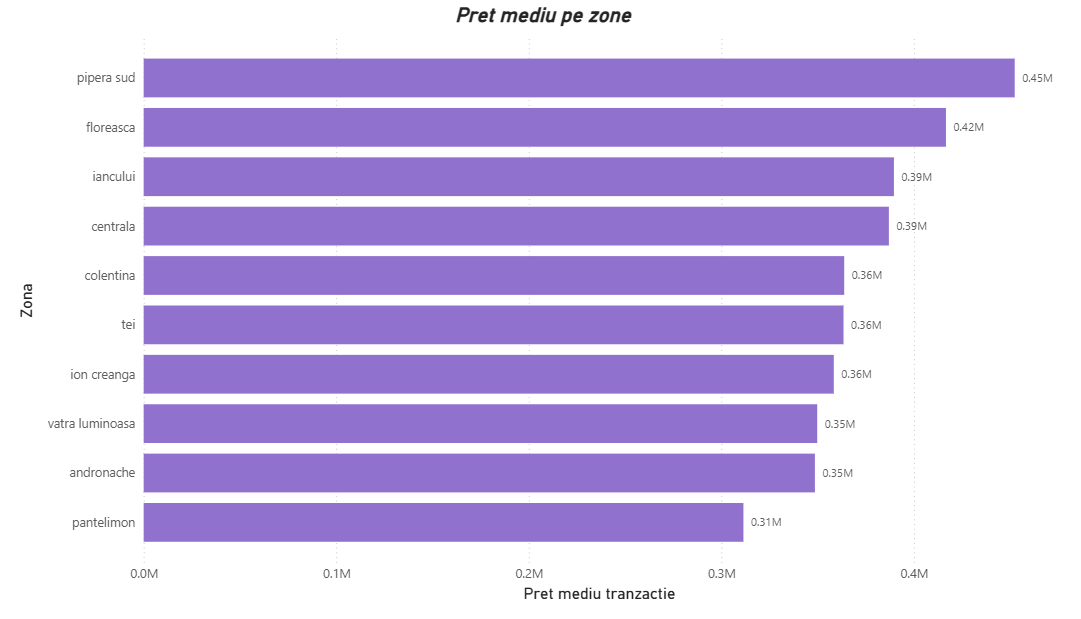 Pret mediu pe zone
Zona
pipera sud 0.45M
floreasca 0.42M
iancului 0.39M
centrala 0.39M
colentina 0.36M
tei 0.36M
ion creanga 0.36M
vatra luminoasa 0.35M
andronache 0.35M
pantelimon 0.31M
0.0M 0.1M 0.2M 0.3M 0.4M
Pret mediu tranzactie